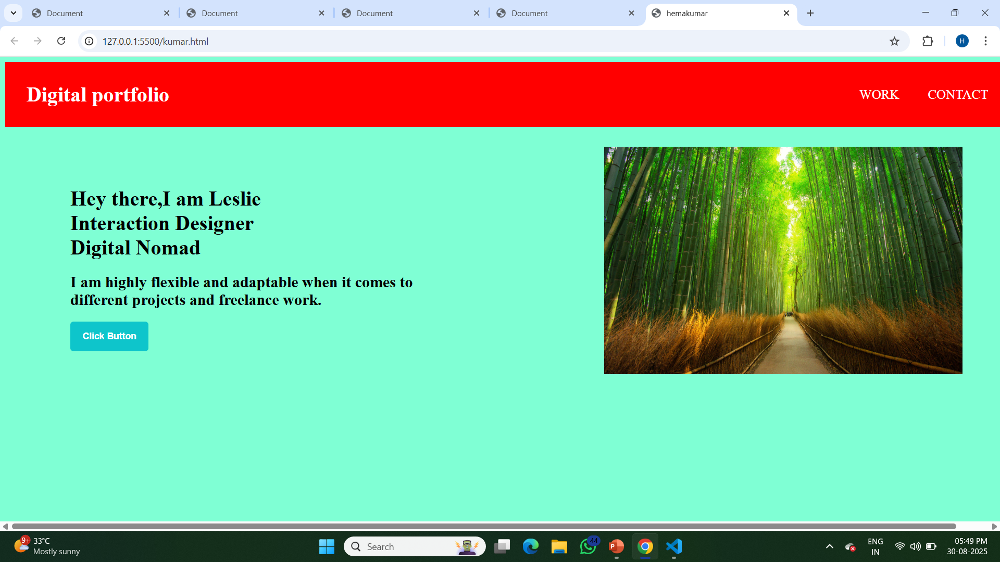 Document
Document
Document
Document
hemakumar
127.0.0.1:5500/kumar.html
H
Digital portfolio
WORK
CONTACT
Hey there,I am Leslie
Interaction Designer
Digital Nomad
I am highly flexible and adaptable when it comes to
different projects and freelance work.
Click Button
9+
33°C
Mostly sunny
Search
44
P
ENG
IN
05:49 PM
30-08-2025